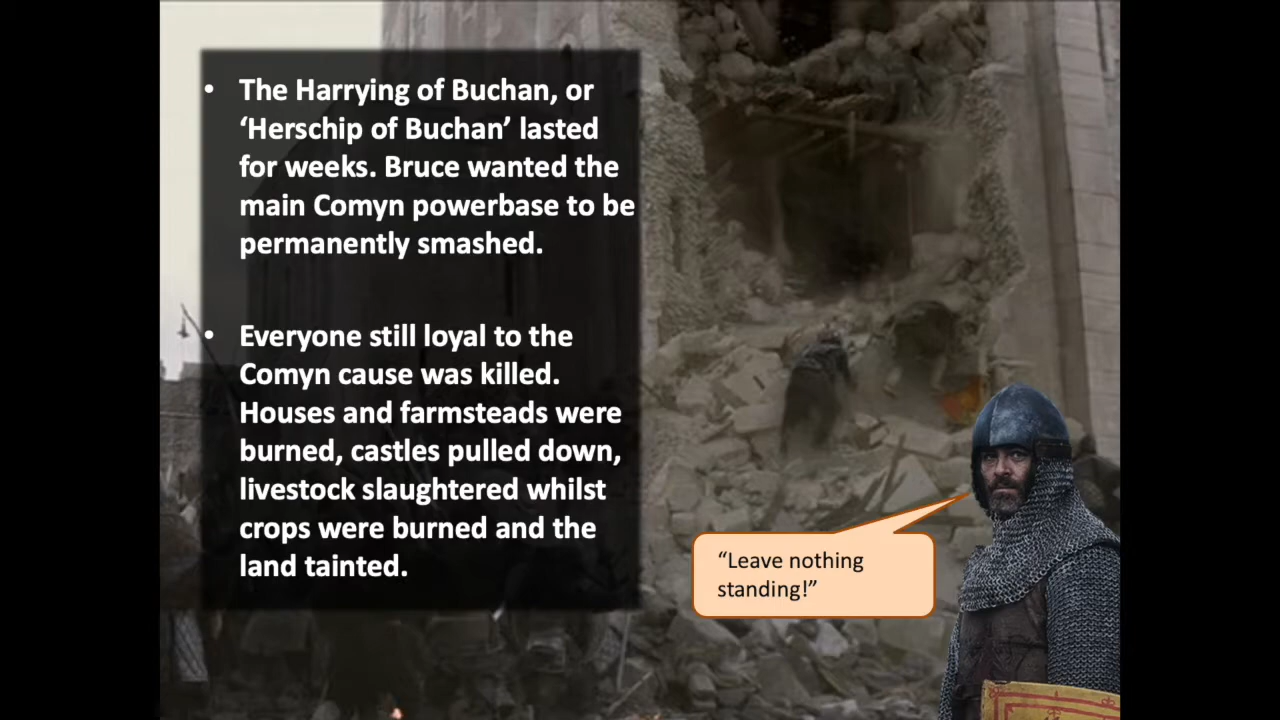 • The Harrying of Buchan, or
‘Herschip of Buchan’ lasted
for weeks. Bruce wanted the
main Comyn powerbase to be
permanently smashed.
• Everyone still loyal to the
Comyn cause was killed.
Houses and farmsteads were
burned, castles pulled down,
livestock slaughtered whilst
crops were burned and the
land tainted.
“Leave nothing
standing!”